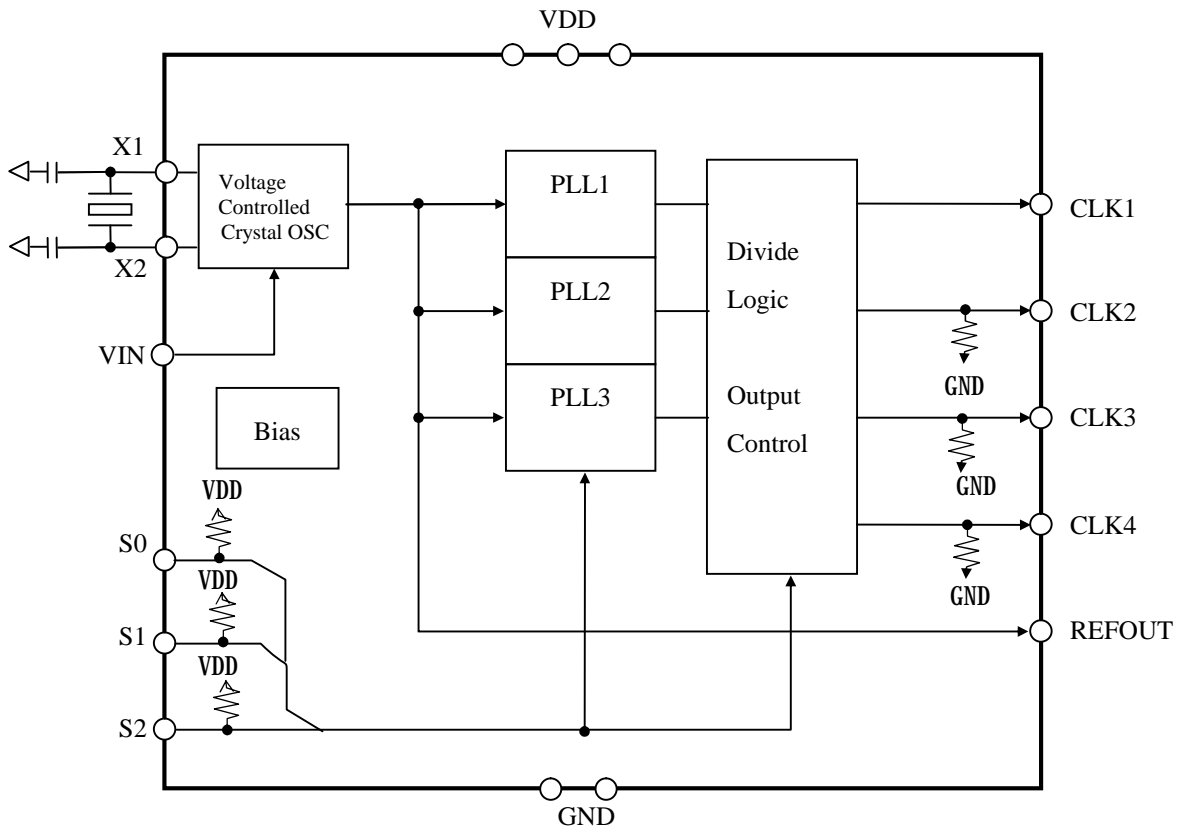 VDD
X1
Voltage
Controlled
Crystal OSC
X2
VIN
PLL1
PLL2
PLL3
Divide
Logic
Output
Control
CLK1
CLK2
GND
CLK3
GND
CLK4
GND
REFOUT
Bias
VDD
S0
VDD
S1
VDD
S2
GND